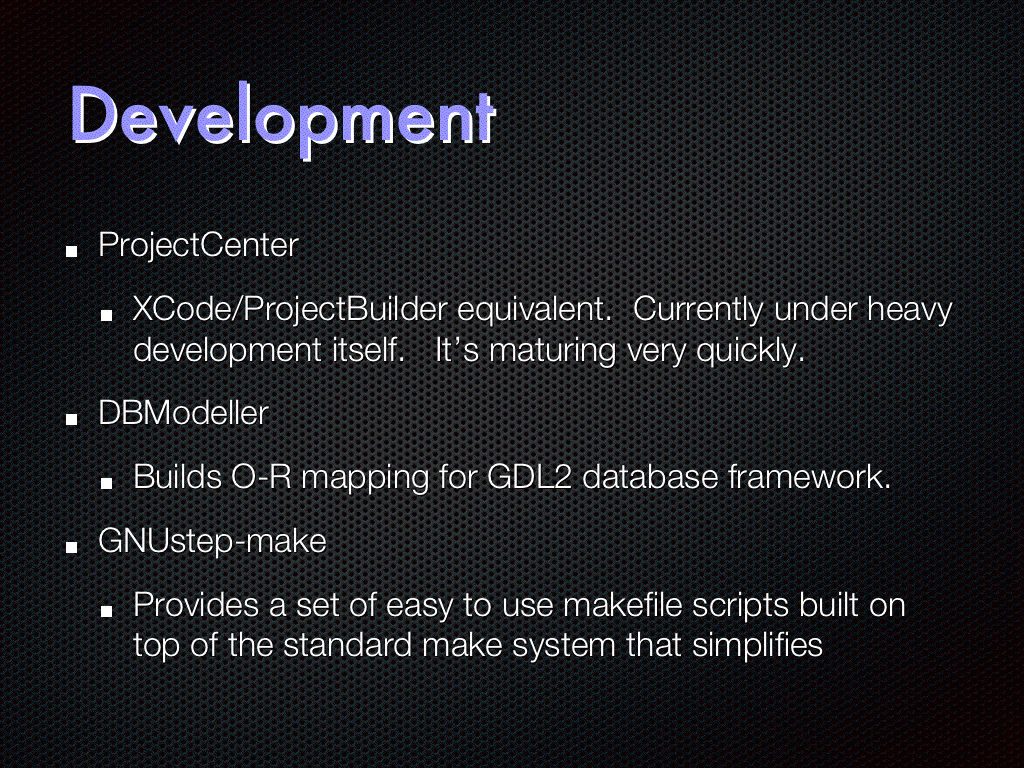 Development
ProjectCenter
XCode/ProjectBuilder equivalent.  Currently under heavy
development itself.   It’s maturing very quickly.
DBModeller
Builds O-R mapping for GDL2 database framework.
GNUstep-make
Provides a set of easy to use makefile scripts built on
top of the standard make system that simplifies